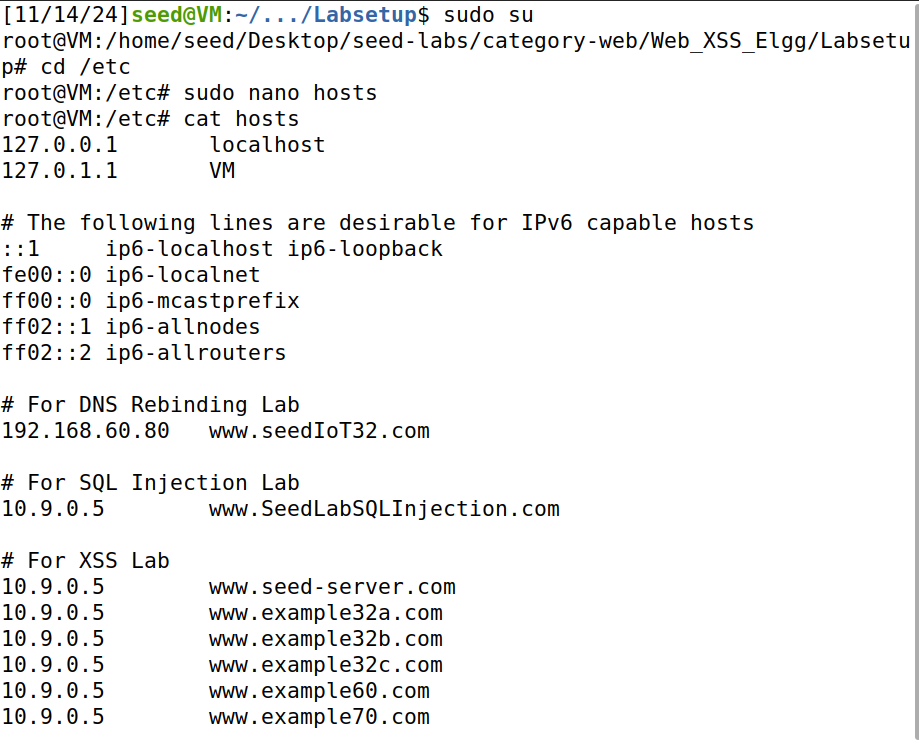 [11/14/24]seed@VM:~/.../Labsetup$ sudo su
root@VM:/home/seed/Desktop/seed-labs/category-web/Web_XSS_Elgg/Labsetu
p# cd /etc
root@VM:/etc# sudo nano hosts
root@VM:/etc# cat hosts
127.0.0.1       localhost
127.0.1.1       VM

# The following lines are desirable for IPv6 capable hosts
::1     ip6-localhost ip6-loopback
fe00::0 ip6-localnet
ff00::0 ip6-mcastprefix
ff02::1 ip6-allnodes
ff02::2 ip6-allrouters

# For DNS Rebinding Lab
192.168.60.80   www.seedIoT32.com

# For SQL Injection Lab
10.9.0.5        www.SeedLabSQLInjection.com

# For XSS Lab
10.9.0.5        www.seed-server.com
10.9.0.5        www.example32a.com
10.9.0.5        www.example32b.com
10.9.0.5        www.example32c.com
10.9.0.5        www.example60.com
10.9.0.5        www.example70.com